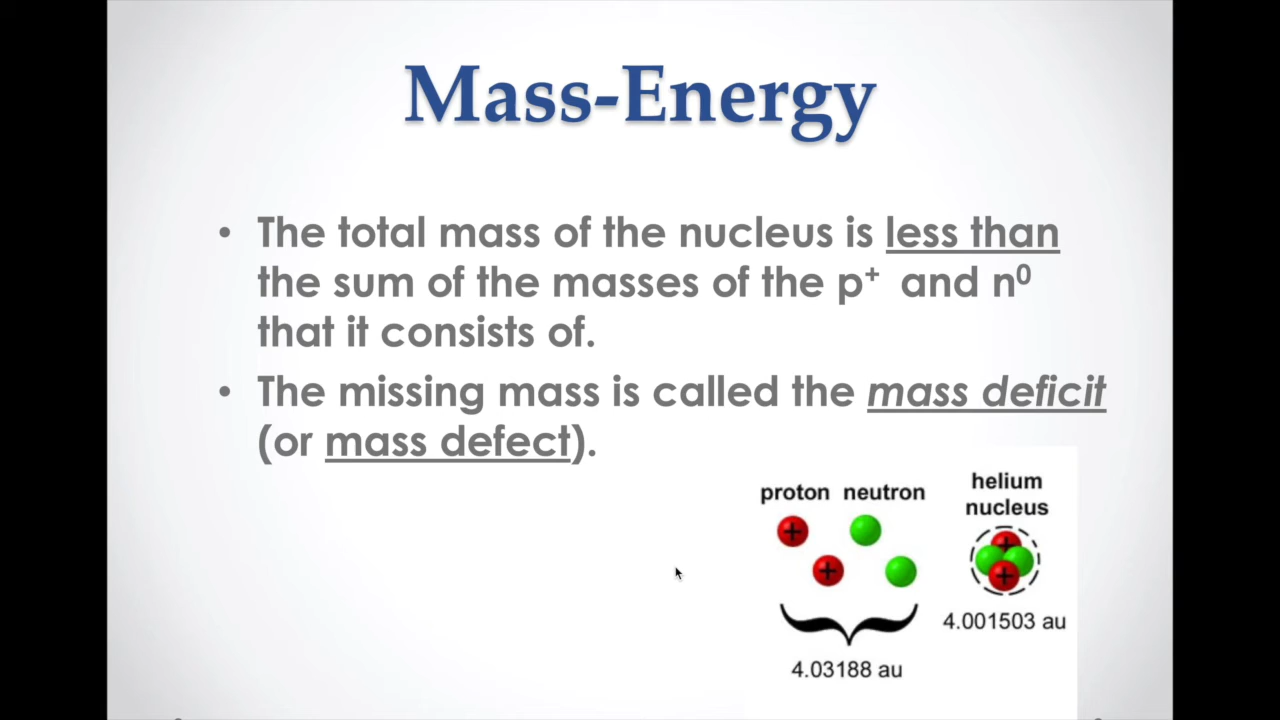 Mass-Energy
• The total mass of the nucleus is less than
the sum of the masses of the p⁺ and n⁰
that it consists of.
• The missing mass is called the mass deficit
(or mass defect).
proton neutron
helium
nucleus
+
+
+
+
4.001503 au
4.03188 au